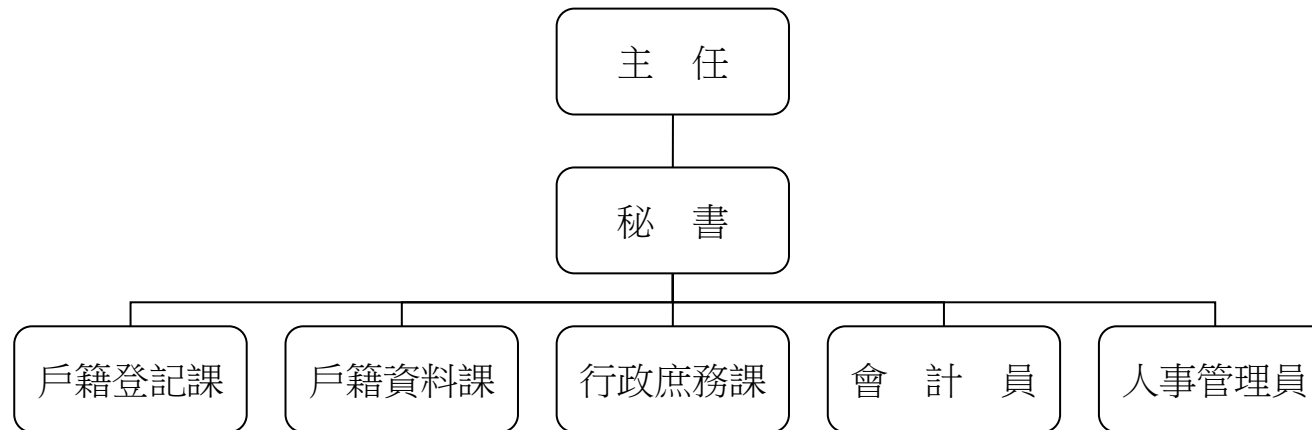 主　任
秘　書
戶籍登記課
戶籍資料課
行政庶務課
會　計　員
人事管理員